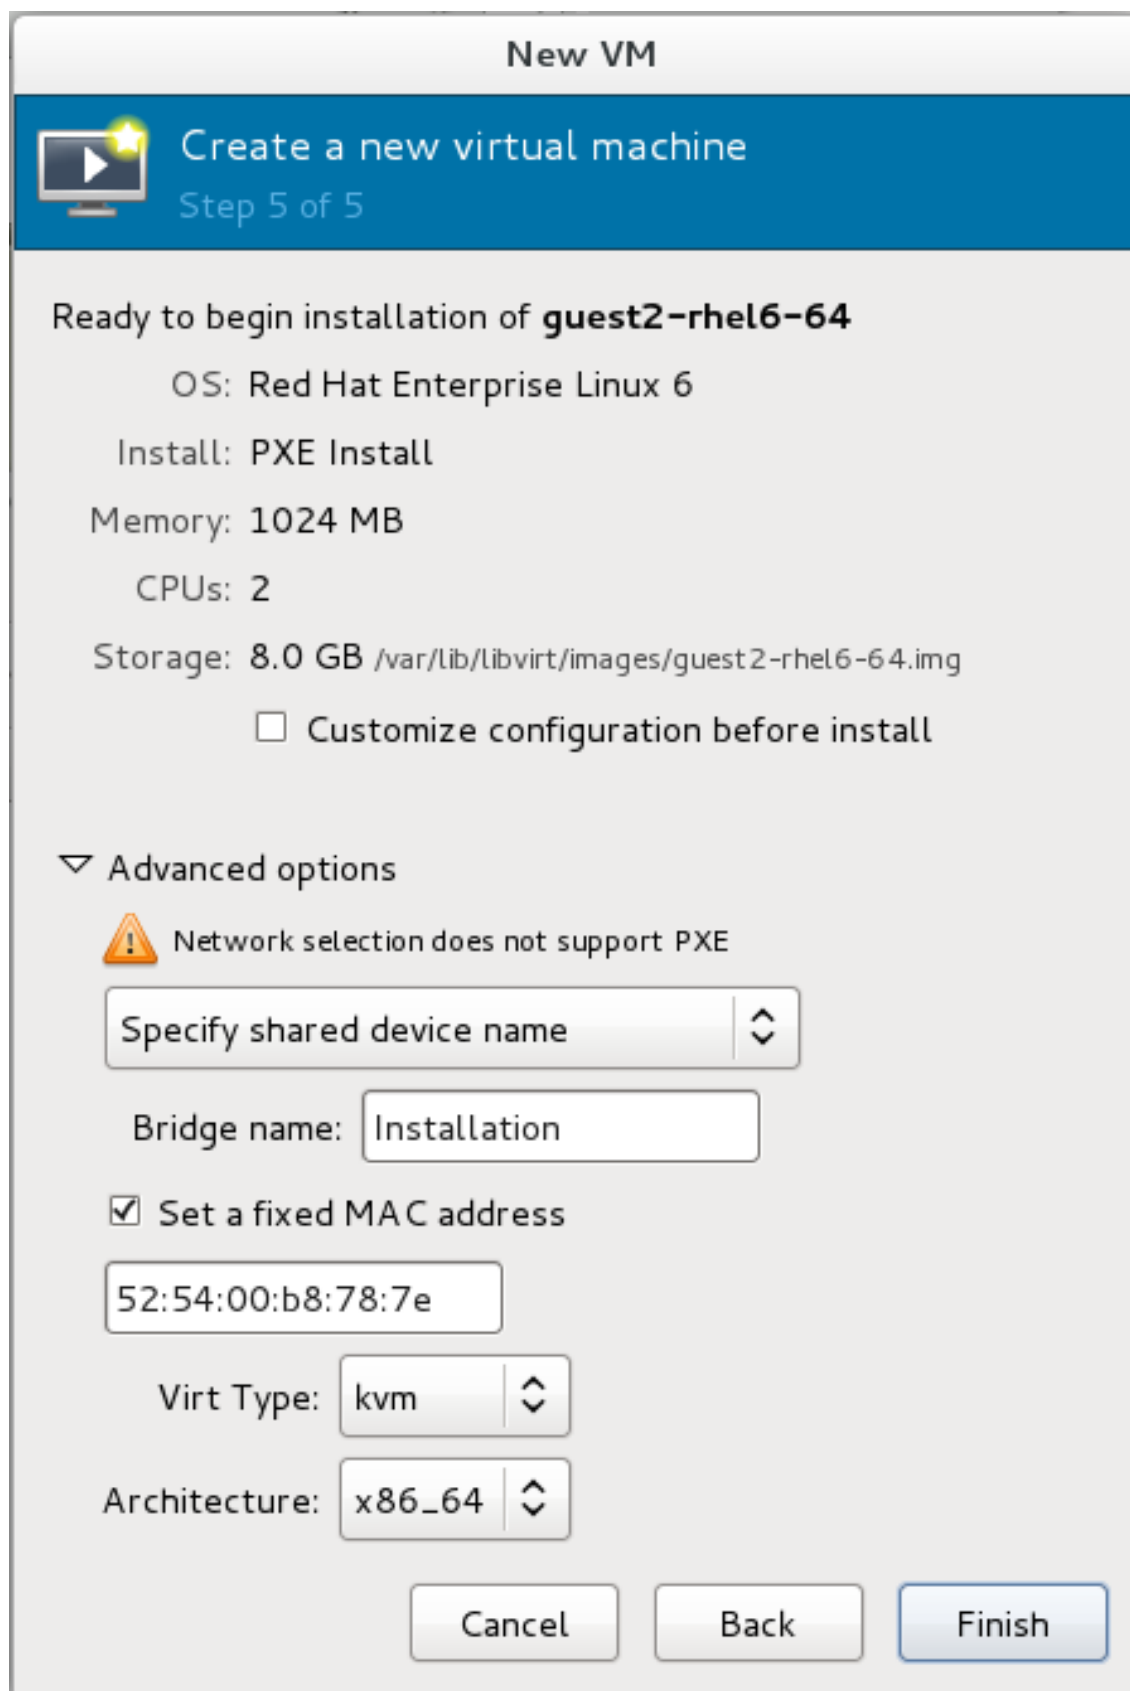 New VM
Create a new virtual machine
Step 5 of 5
Ready to begin installation of guest2-rhel6-64
OS: Red Hat Enterprise Linux 6
Install: PXE Install
Memory: 1024 MB
CPUs: 2
Storage: 8.0 GB /var/lib/libvirt/images/guest2-rhel6-64.img
Customize configuration before install
Advanced options
Network selection does not support PXE
Specify shared device name
Bridge name: Installation
Set a fixed MAC address
52:54:00:b8:78:7e
Virt Type: kvm
Architecture: x86_64
Cancel Back Finish